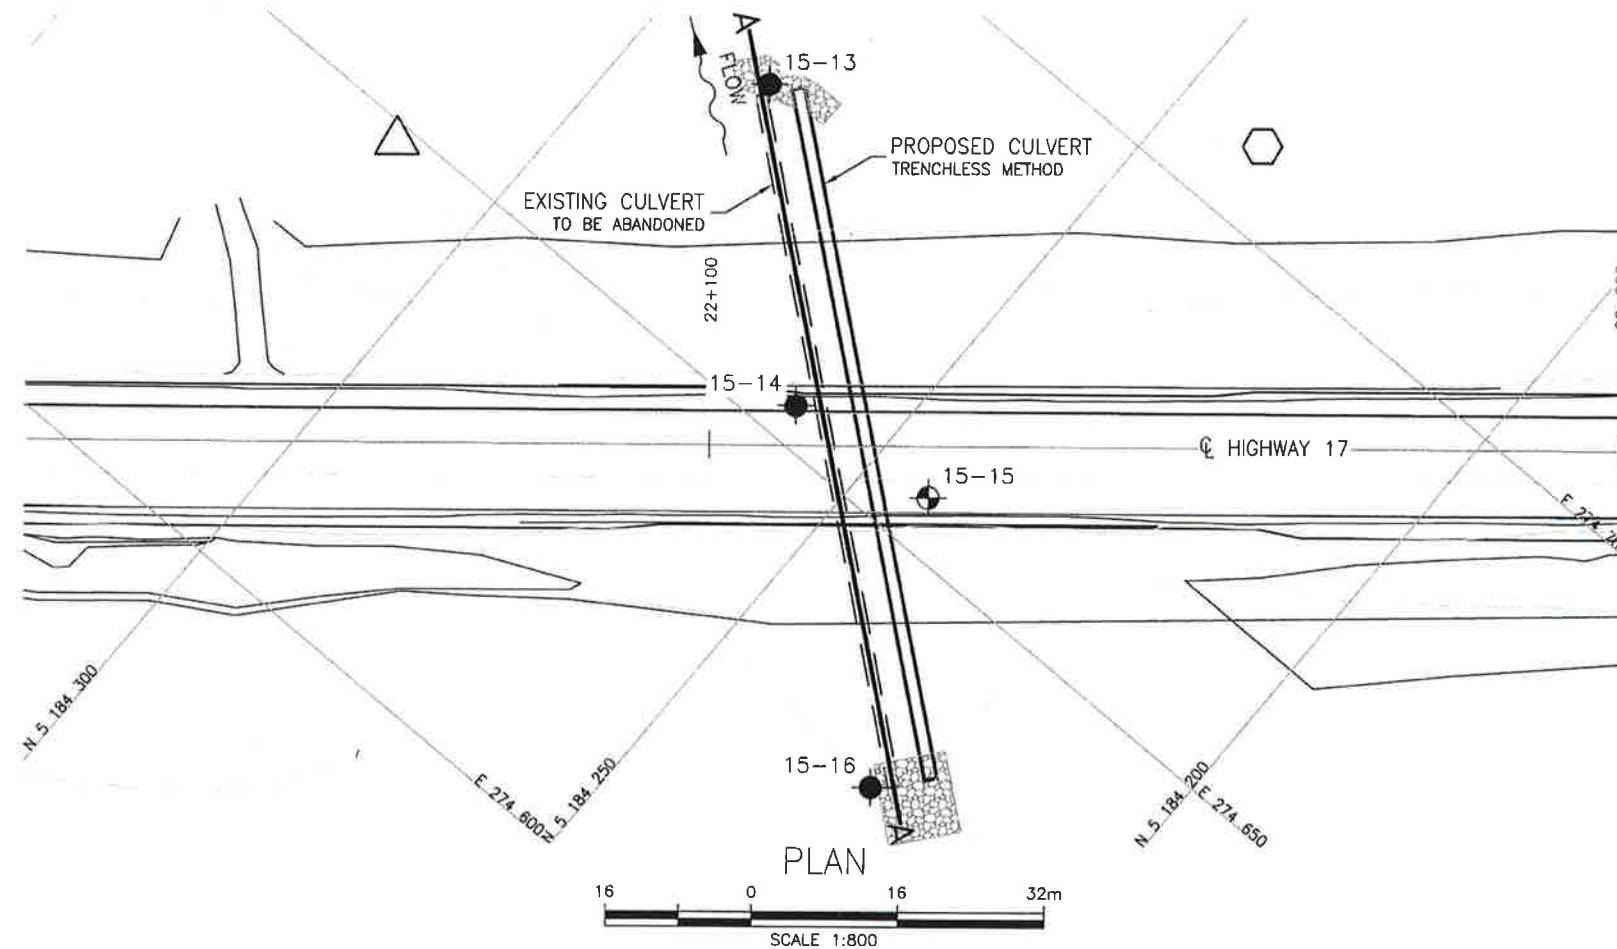 A
15-13
FLOW
PROPOSED CULVERT
TRENCHLESS METHOD
EXISTING CULVERT
TO BE ABANDONED
22+100
15-14
℄ HIGHWAY 17
15-15
N 5 184 300
15-16
E 274 600
N 5 184 250
N 5 184 200
E 274 650
A
PLAN
16 0 16 32m
SCALE 1:800